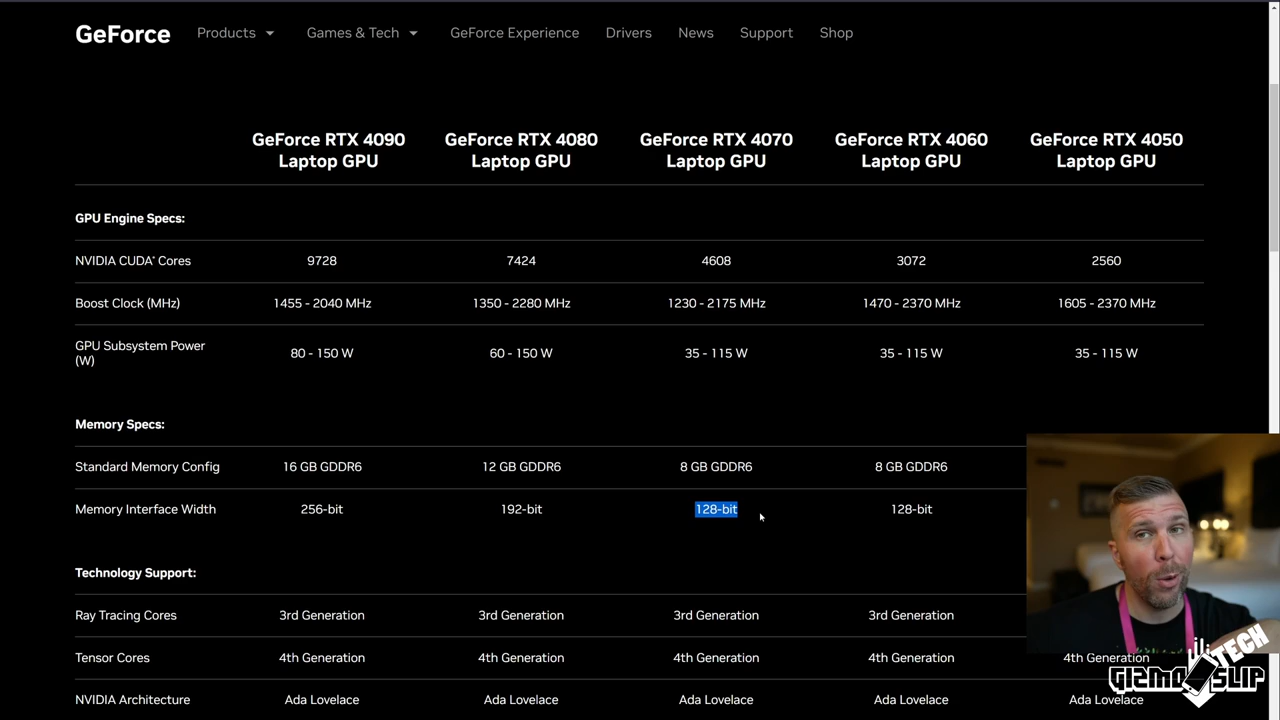 GeForce Products Games & Tech GeForce Experience Drivers News Support Shop
GeForce RTX 4090 GeForce RTX 4080 GeForce RTX 4070 GeForce RTX 4060 GeForce RTX 4050
Laptop GPU Laptop GPU Laptop GPU Laptop GPU Laptop GPU
GPU Engine Specs:
NVIDIA CUDA® Cores 9728 7424 4608 3072 2560
Boost Clock (MHz) 1455 - 2040 MHz 1350 - 2280 MHz 1230 - 2175 MHz 1470 - 2370 MHz 1605 - 2370 MHz
GPU Subsystem Power
(W) 80 - 150 W 60 - 150 W 35 - 115 W 35 - 115 W 35 - 115 W
Memory Specs:
Standard Memory Config 16 GB GDDR6 12 GB GDDR6 8 GB GDDR6 8 GB GDDR6
Memory Interface Width 256-bit 192-bit 128-bit 128-bit
Technology Support:
Ray Tracing Cores 3rd Generation 3rd Generation 3rd Generation 3rd Generation
Tensor Cores 4th Generation 4th Generation 4th Generation 4th Generation 4th Generation
NVIDIA Architecture Ada Lovelace Ada Lovelace Ada Lovelace Ada Lovelace Ada Lovelace
GIZMO SLIP
TECH